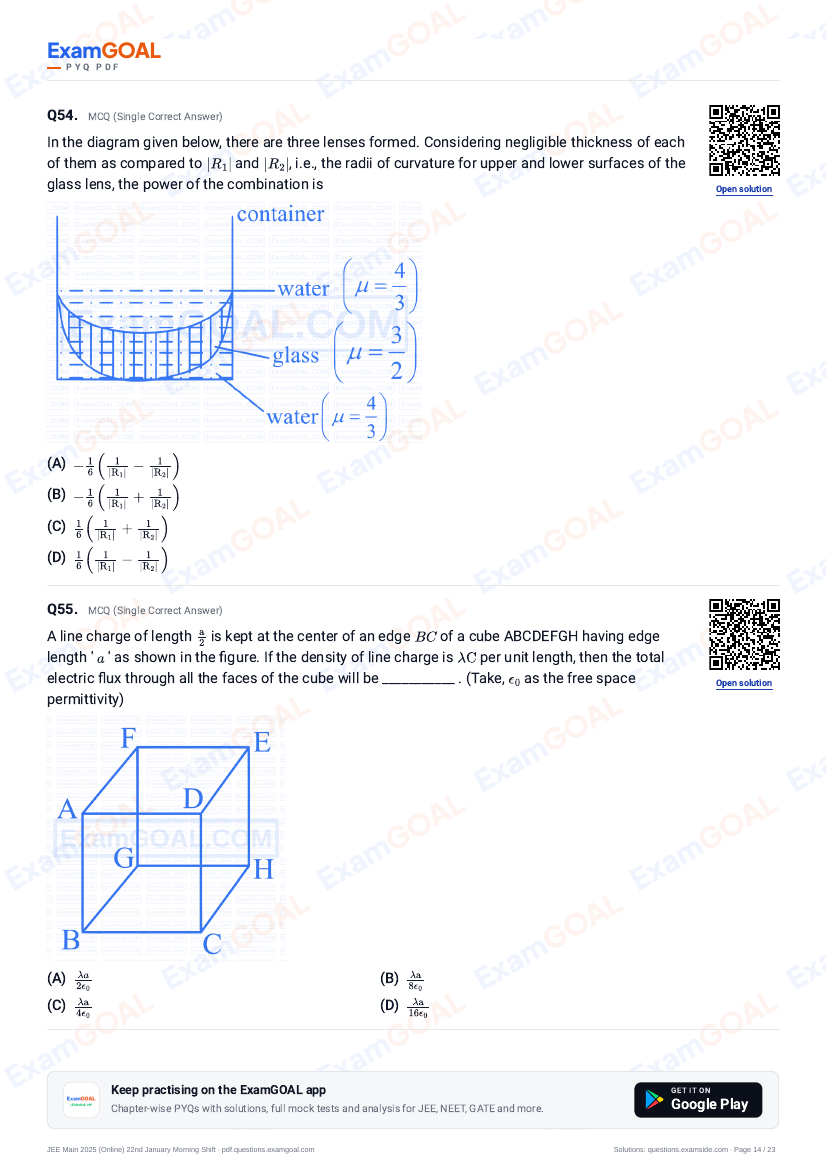 ExamGOAL
PYQ PDF
Q54. MCQ (Single Correct Answer)
In the diagram given below, there are three lenses formed. Considering negligible thickness of each
of them as compared to |R₁| and |R₂|, i.e., the radii of curvature for upper and lower surfaces of the
glass lens, the power of the combination is
Open solution
container
water (μ = 4/3)
glass (μ = 3/2)
water (μ = 4/3)
ExamGOAL.COM
(A) −1/6 (1/|R₁| − 1/|R₂|)
(B) −1/6 (1/|R₁| + 1/|R₂|)
(C) 1/6 (1/|R₁| + 1/|R₂|)
(D) 1/6 (1/|R₁| − 1/|R₂|)
Q55. MCQ (Single Correct Answer)
A line charge of length a/2 is kept at the center of an edge BC of a cube ABCDEFGH having edge
length ' a ' as shown in the figure. If the density of line charge is λC per unit length, then the total
electric flux through all the faces of the cube will be ___________ . (Take, ϵ₀ as the free space
permittivity)
Open solution
F E
A D
ExamGOAL.COM
G H
B C
(A) λa/2ϵ₀ (B) λa/8ϵ₀
(C) λa/4ϵ₀ (D) λa/16ϵ₀
ExamGOAL
Keep practising on the ExamGOAL app
Chapter-wise PYQs with solutions, full mock tests and analysis for JEE, NEET, GATE and more.
GET IT ON
Google Play
JEE Main 2025 (Online) 22nd January Morning Shift · pdf.questions.examgoal.com
Solutions: questions.examside.com · Page 14 / 23